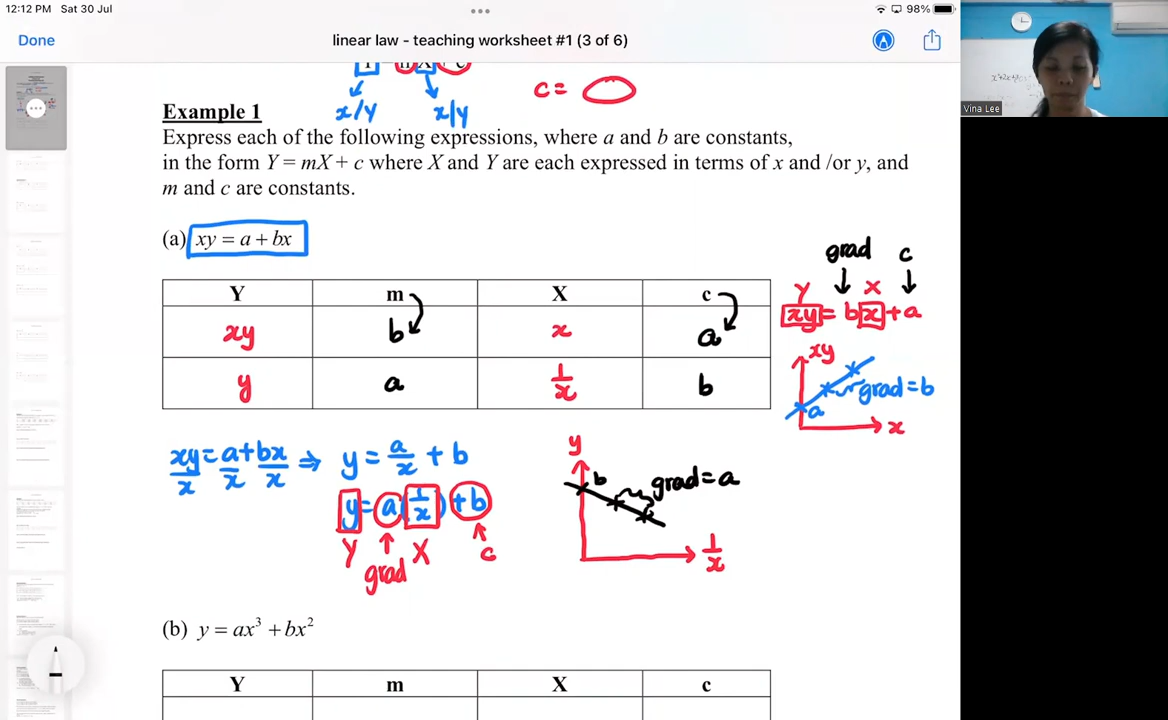 12:12 PM Sat 30 Jul
98%
Done
linear law - teaching worksheet #1 (3 of 6)
Vina Lee
x/y
x/y
c =
Example 1
Express each of the following expressions, where a and b are constants,
in the form Y = mX + c where X and Y are each expressed in terms of x and /or y, and
m and c are constants.
(a) xy = a + bx
Y m X c
xy b x a
y a 1/x b
grad c
Y X
xy = b x + a
xy
grad = b
a
x
xy/x = a/x + bx/x ⇒ y = a/x + b
y = a(1/x) + b
Y grad X c
y
b
grad = a
1/x
(b) y = ax³ + bx²
Y m X c